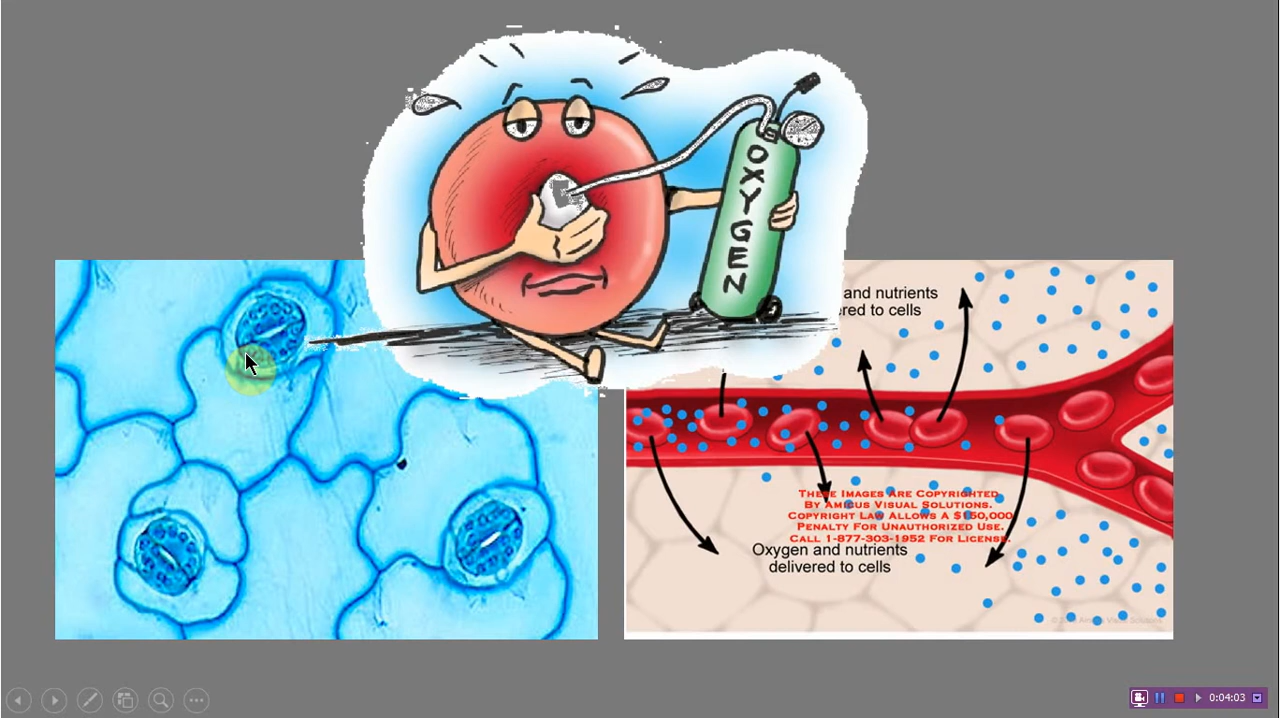 OXYGEN
and nutrients
ered to cells
THESE IMAGES ARE COPYRIGHTED
BY AMICUS VISUAL SOLUTIONS.
COPYRIGHT LAW ALLOWS A $150,000
PENALTY FOR UNAUTHORIZED USE.
CALL 1-877-303-1952 FOR LICENSE.
Oxygen and nutrients
delivered to cells
0:04:03